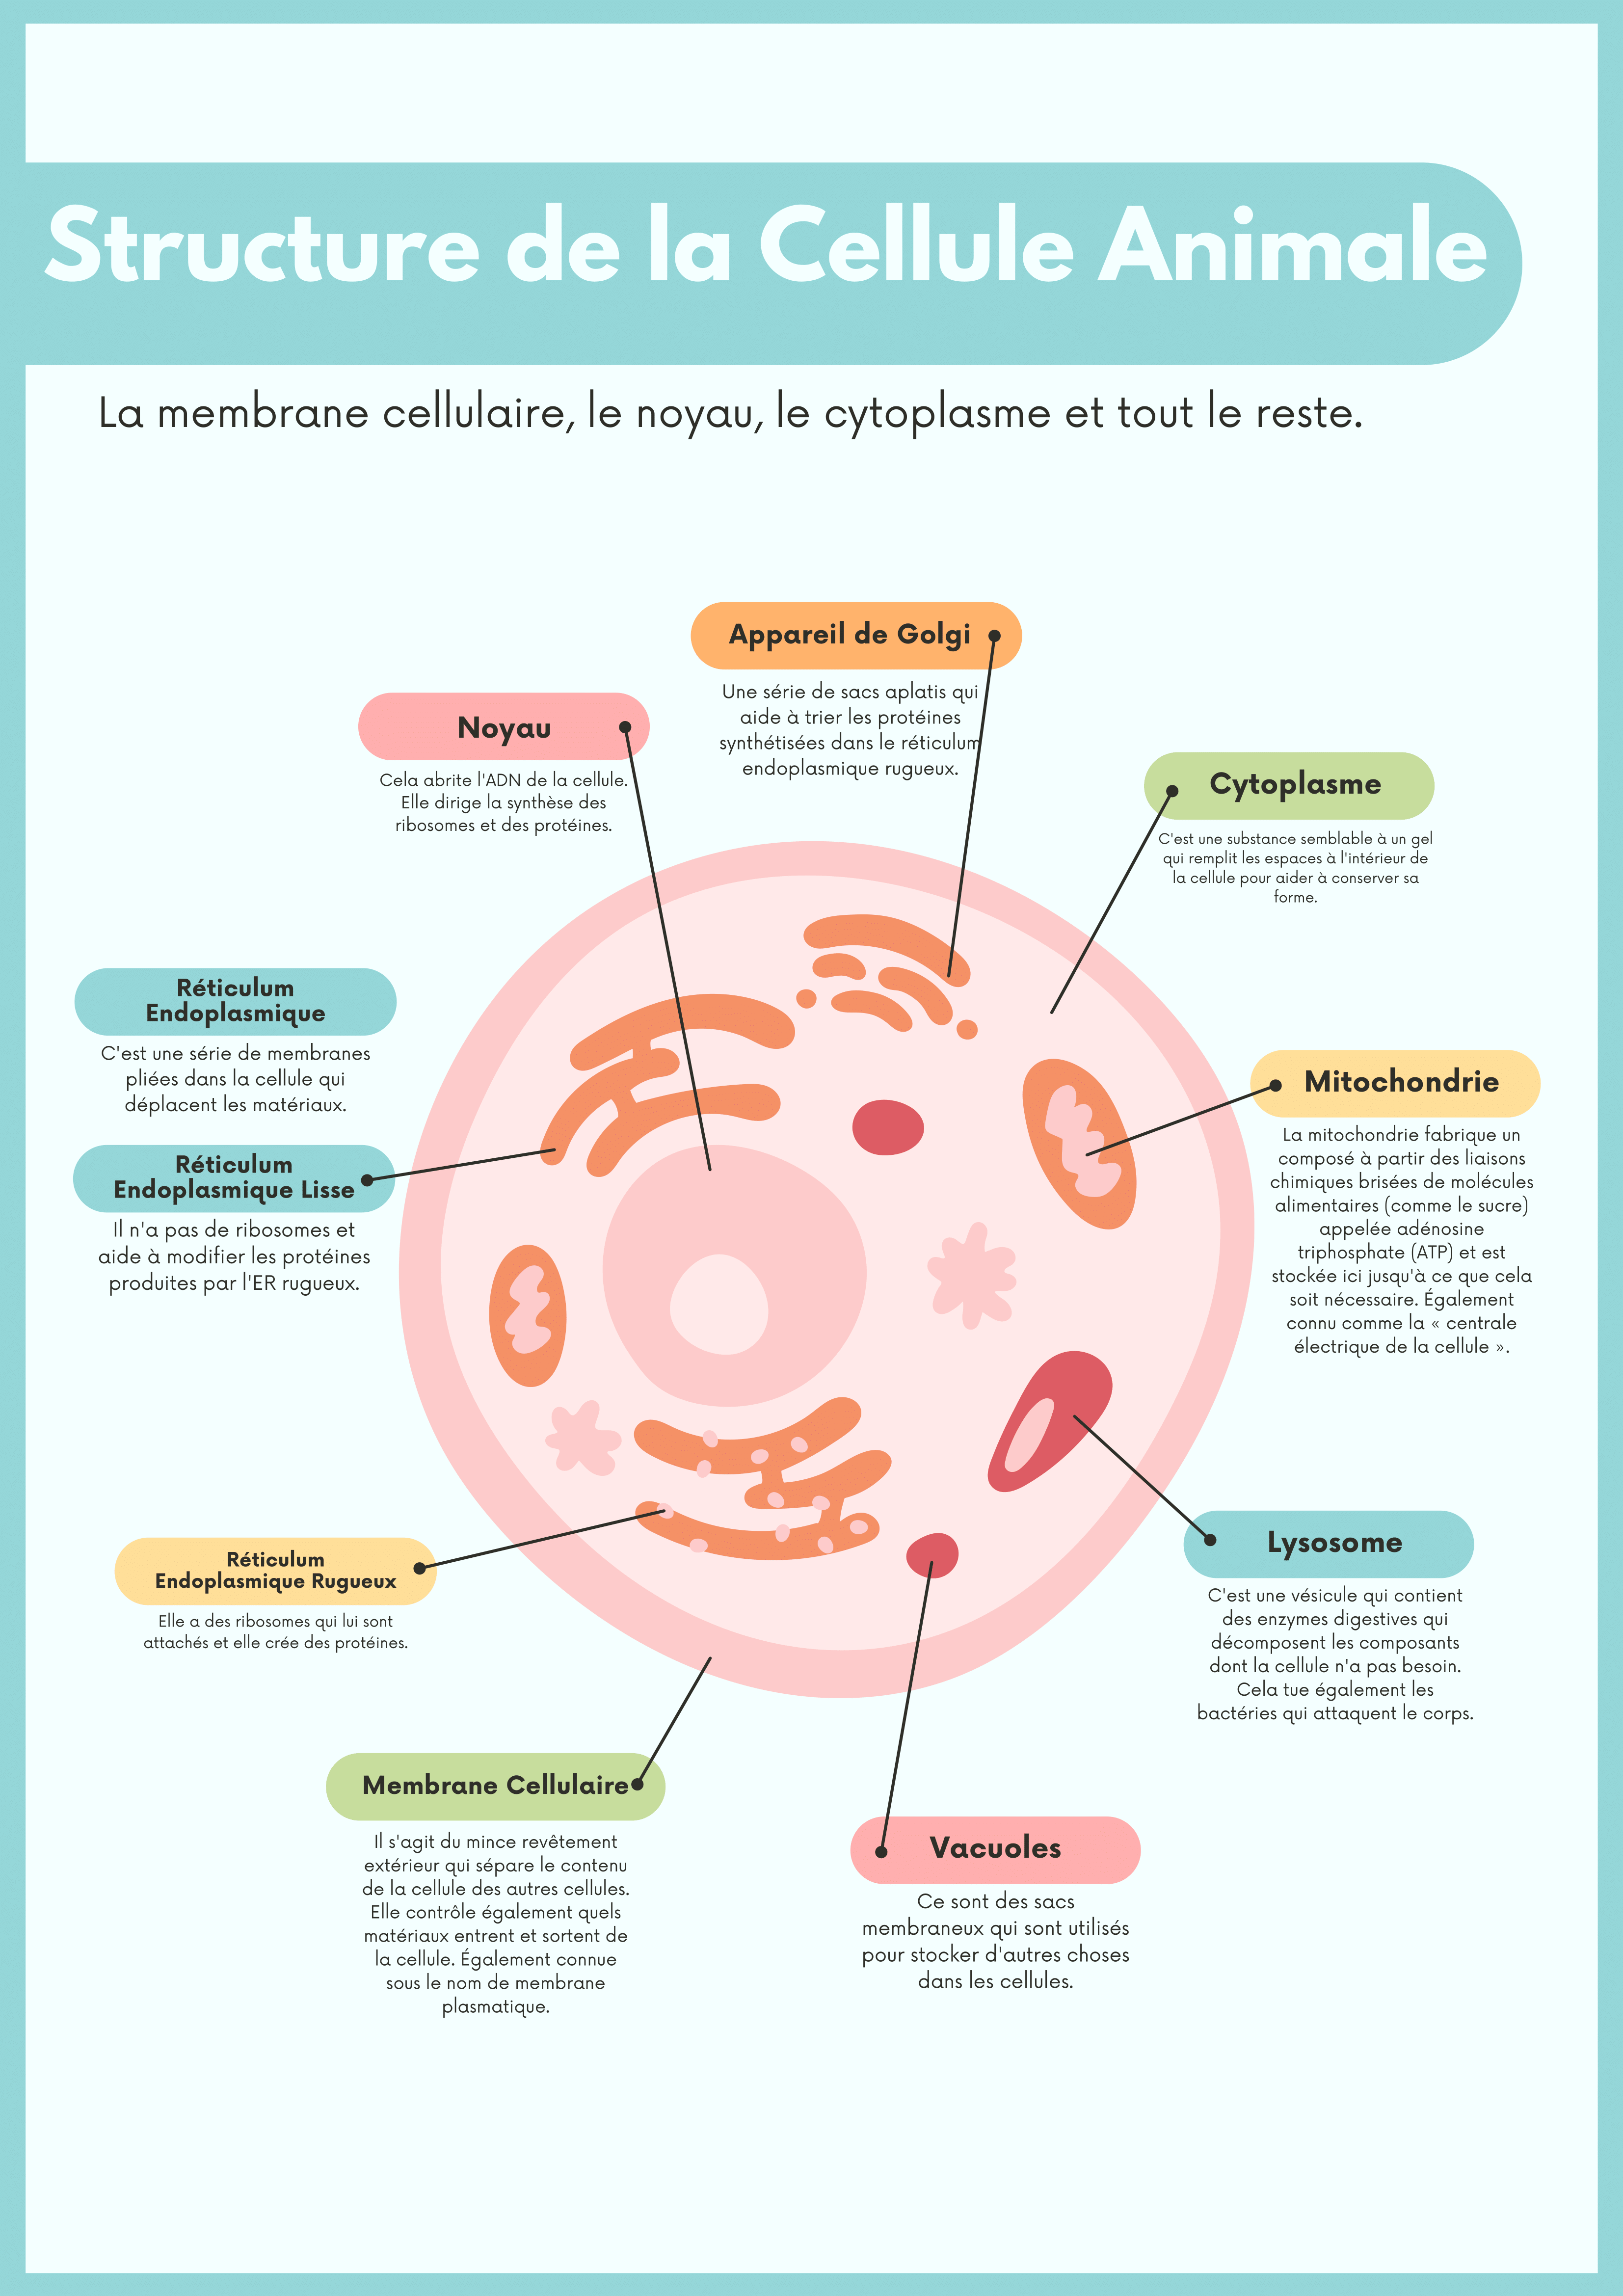 Structure de la Cellule Animale
La membrane cellulaire, le noyau, le cytoplasme et tout le reste.
Appareil de Golgi
Une série de sacs aplatis qui
aide à trier les protéines
synthétisées dans le réticulum
endoplasmique rugueux.
Noyau
Cela abrite l'ADN de la cellule.
Elle dirige la synthèse des
ribosomes et des protéines.
Cytoplasme
C'est une substance semblable à un gel
qui remplit les espaces à l'intérieur de
la cellule pour aider à conserver sa
forme.
Réticulum
Endoplasmique
C'est une série de membranes
pliées dans la cellule qui
déplacent les matériaux.
Réticulum
Endoplasmique Lisse
Il n'a pas de ribosomes et
aide à modifier les protéines
produites par l'ER rugueux.
Mitochondrie
La mitochondrie fabrique un
composé à partir des liaisons
chimiques brisées de molécules
alimentaires (comme le sucre)
appelée adénosine
triphosphate (ATP) et est
stockée ici jusqu'à ce que cela
soit nécessaire. Également
connu comme la « centrale
électrique de la cellule ».
Réticulum
Endoplasmique Rugueux
Elle a des ribosomes qui lui sont
attachés et elle crée des protéines.
Lysosome
C'est une vésicule qui contient
des enzymes digestives qui
décomposent les composants
dont la cellule n'a pas besoin.
Cela tue également les
bactéries qui attaquent le corps.
Membrane Cellulaire
Il s'agit du mince revêtement
extérieur qui sépare le contenu
de la cellule des autres cellules.
Elle contrôle également quels
matériaux entrent et sortent de
la cellule. Également connue
sous le nom de membrane
plasmatique.
Vacuoles
Ce sont des sacs
membraneux qui sont utilisés
pour stocker d'autres choses
dans les cellules.